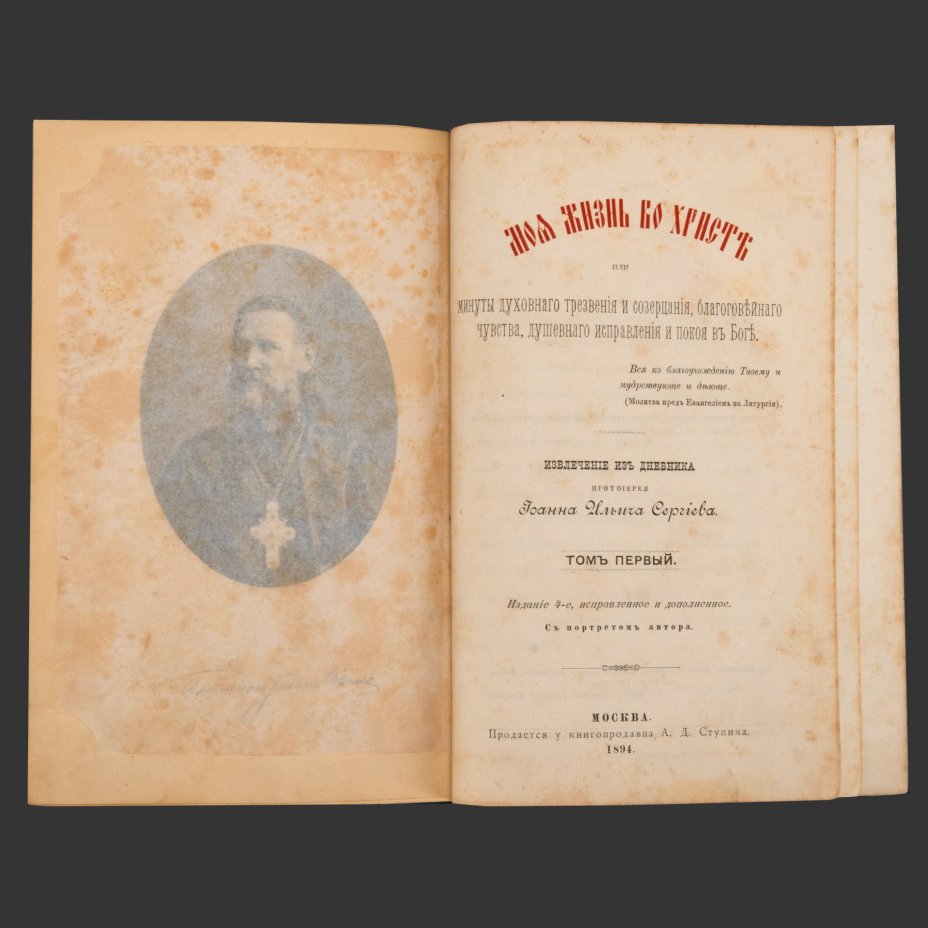 МОЯ ЖИЗНЬ ВО ХРИСТѢ
ИЛИ
минуты духовнаго трезвенія и созерцанія, благоговѣйнаго
чувства, душевнаго исправленія и покоя въ Богѣ.
Вся ко благоугожденію Твоему и
мудрствующе и дѣюще.
(Молитва предъ Евангеліемъ на Литургіи).
ИЗВЛЕЧЕНІЕ ИЗЪ ДНЕВНИКА
ПРОТОІЕРЕЯ
Іоанна Ильича Сергіева.
ТОМЪ ПЕРВЫЙ.
Изданіе 4-е, исправленное и дополненное.
Съ портретомъ автора.
МОСКВА.
Продается у книгопродавца А. Д. Ступина.
1894.